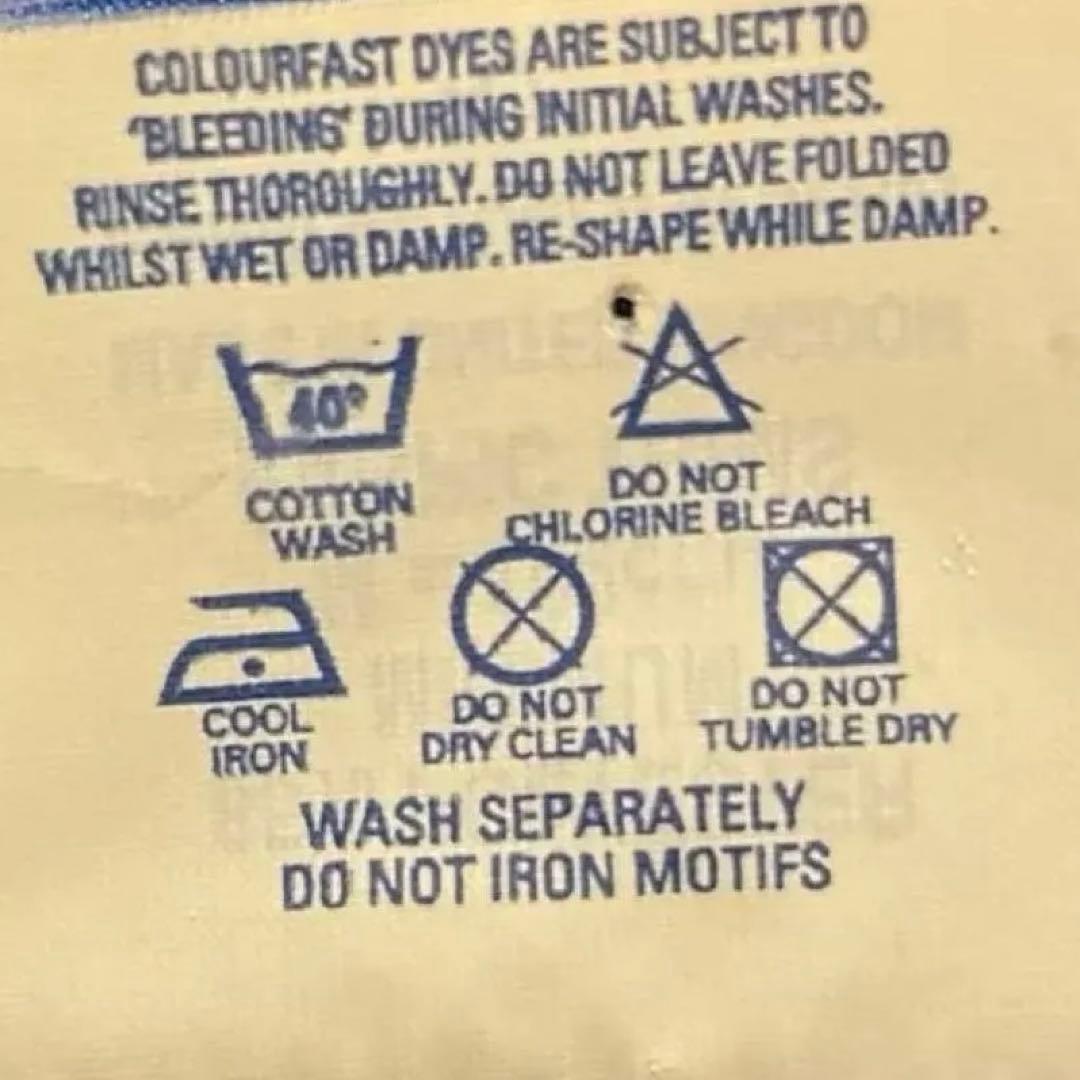 COLOURFAST DYES ARE SUBJECT TO
'BLEEDING' DURING INITIAL WASHES.
RINSE THOROUGHLY. DO NOT LEAVE FOLDED
WHILST WET OR DAMP. RE-SHAPE WHILE DAMP.
40°
COTTON
WASH
DO NOT
CHLORINE BLEACH
COOL
IRON
DO NOT
DRY CLEAN
DO NOT
TUMBLE DRY
WASH SEPARATELY
DO NOT IRON MOTIFS